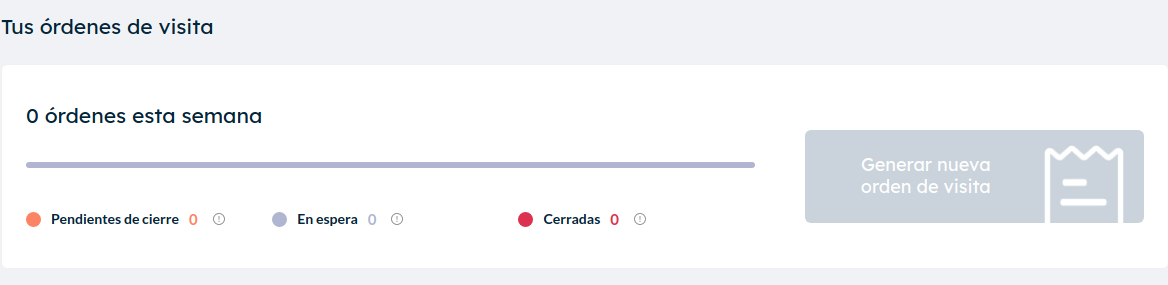 Tus órdenes de visita
0 órdenes esta semana
Generar nueva
orden de visita
Pendientes de cierre 0
En espera 0
Cerradas 0